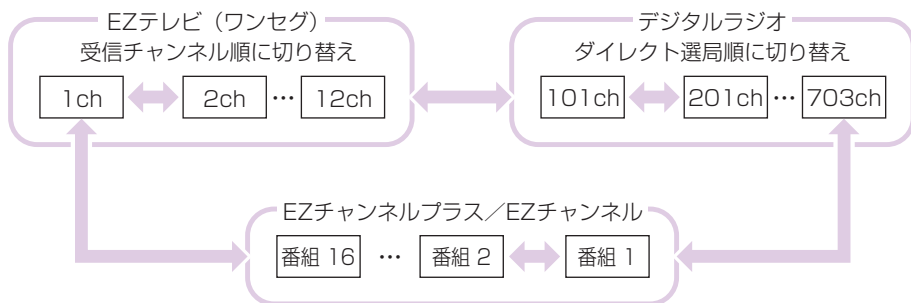 EZテレビ（ワンセグ）
受信チャンネル順に切り替え
1ch 2ch … 12ch
デジタルラジオ
ダイレクト選局順に切り替え
101ch 201ch … 703ch
EZチャンネルプラス／EZチャンネル
番組 16 … 番組 2 番組 1